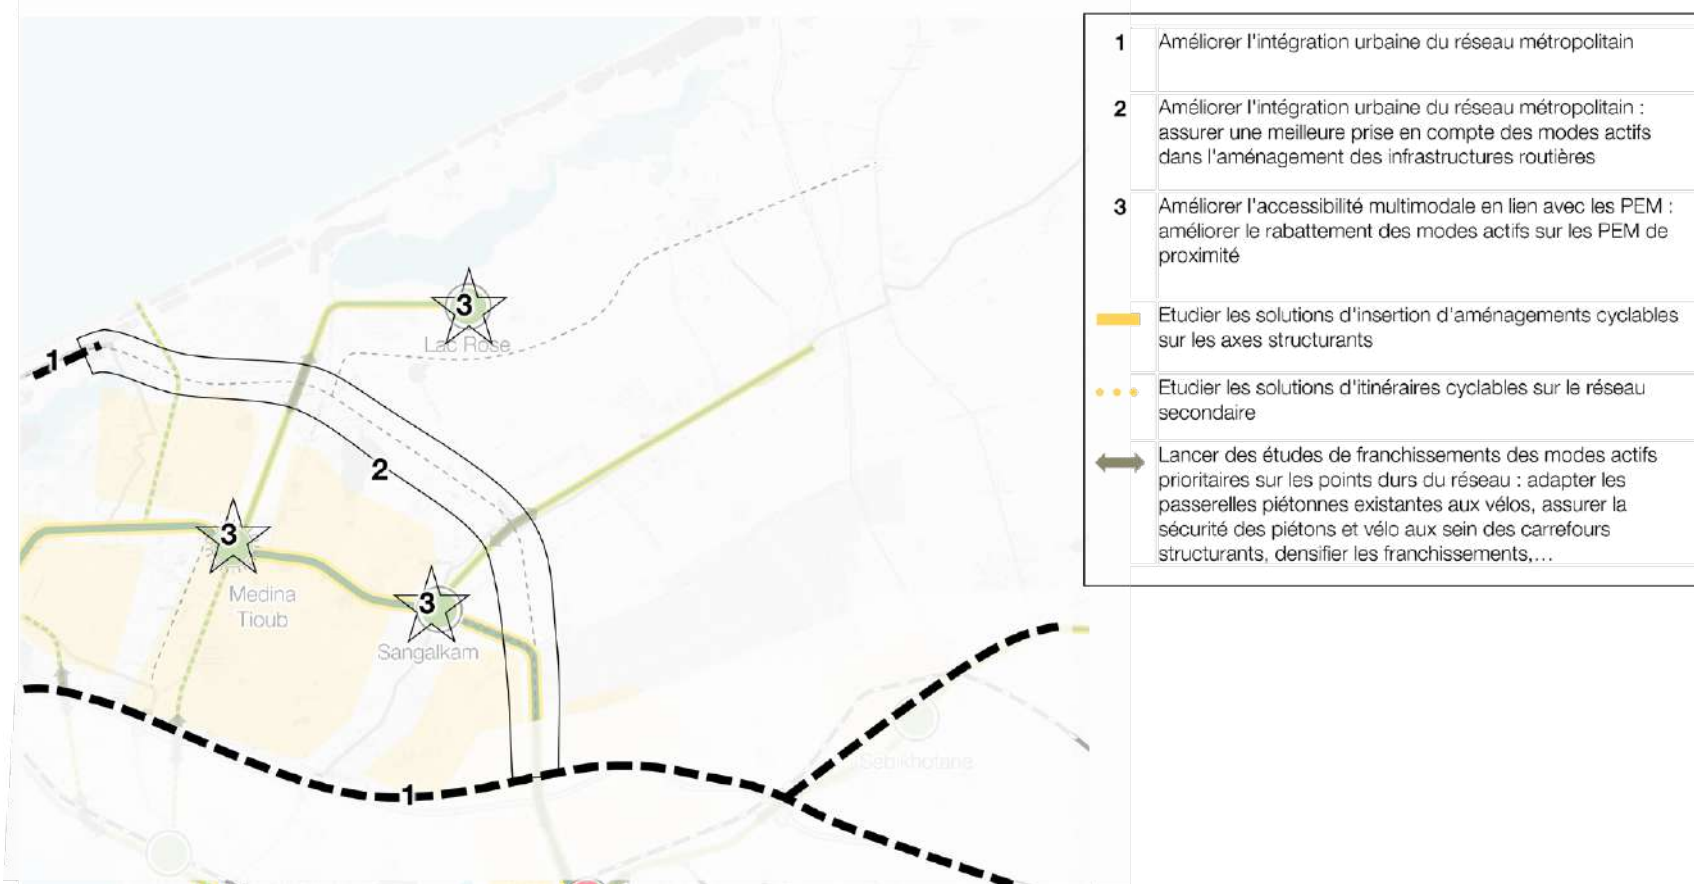 1 Améliorer l'intégration urbaine du réseau métropolitain
2 Améliorer l'intégration urbaine du réseau métropolitain :
assurer une meilleure prise en compte des modes actifs
dans l'aménagement des infrastructures routières
3 Améliorer l'accessibilité multimodale en lien avec les PEM :
améliorer le rabattement des modes actifs sur les PEM de
proximité
Etudier les solutions d'insertion d'aménagements cyclables
sur les axes structurants
Etudier les solutions d'itinéraires cyclables sur le réseau
secondaire
Lancer des études de franchissements des modes actifs
prioritaires sur les points durs du réseau : adapter les
passerelles piétonnes existantes aux vélos, assurer la
sécurité des piétons et vélo aux sein des carrefours
structurants, densifier les franchissements,...
3
Lac Rose
1
2
3
Medina
Tioub
3
Sangalkam
Sebikhotane
1